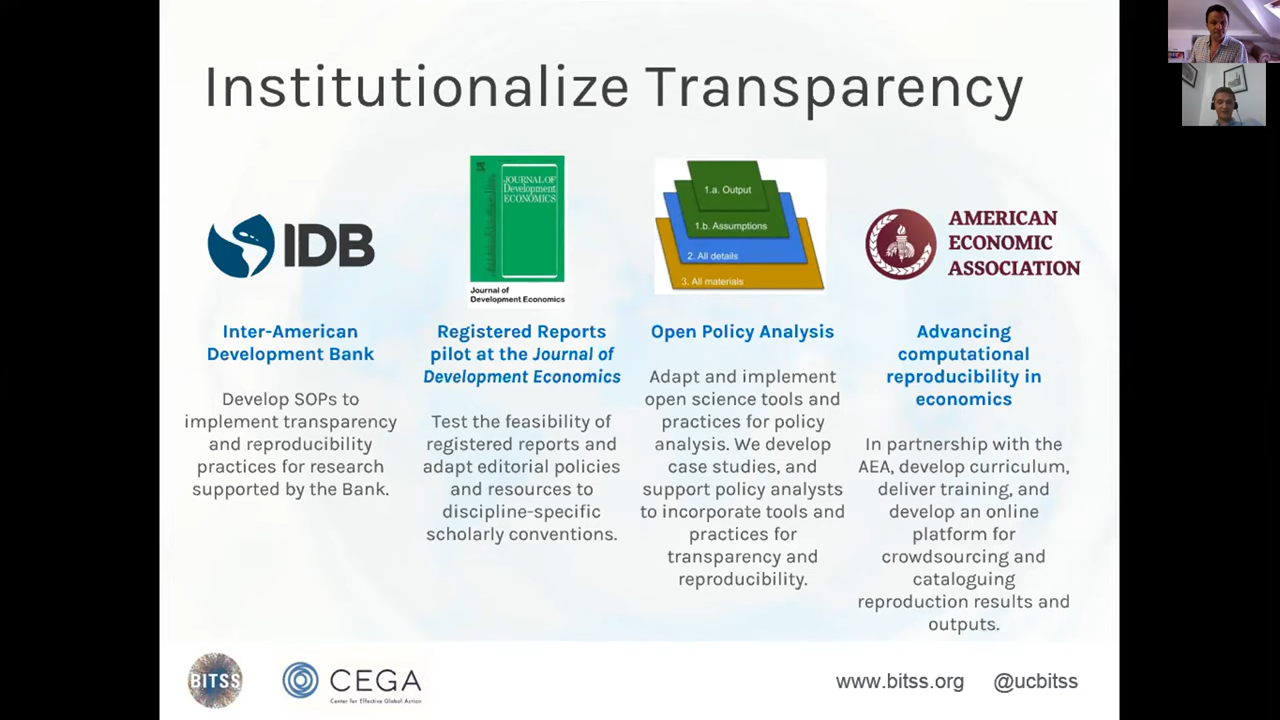 Institutionalize Transparency
IDB
Inter-American
Development Bank
Develop SOPs to
implement transparency
and reproducibility
practices for research
supported by the Bank.
JOURNAL OF
Development
ECONOMICS
Journal of
Development Economics
Registered Reports
pilot at the Journal of
Development Economics
Test the feasibility of
registered reports and
adapt editorial policies
and resources to
discipline-specific
scholarly conventions.
1.a. Output
1.b. Assumptions
2. All details
3. All materials
Open Policy Analysis
Adapt and implement
open science tools and
practices for policy
analysis. We develop
case studies, and
support policy analysts
to incorporate tools and
practices for
transparency and
reproducibility.
AMERICAN
ECONOMIC
ASSOCIATION
Advancing
computational
reproducibility in
economics
In partnership with the
AEA, develop curriculum,
deliver training, and
develop an online
platform for
crowdsourcing and
cataloguing
reproduction results and
outputs.
BITSS
CEGA
Center for Effective Global Action
www.bitss.org
@ucbitss